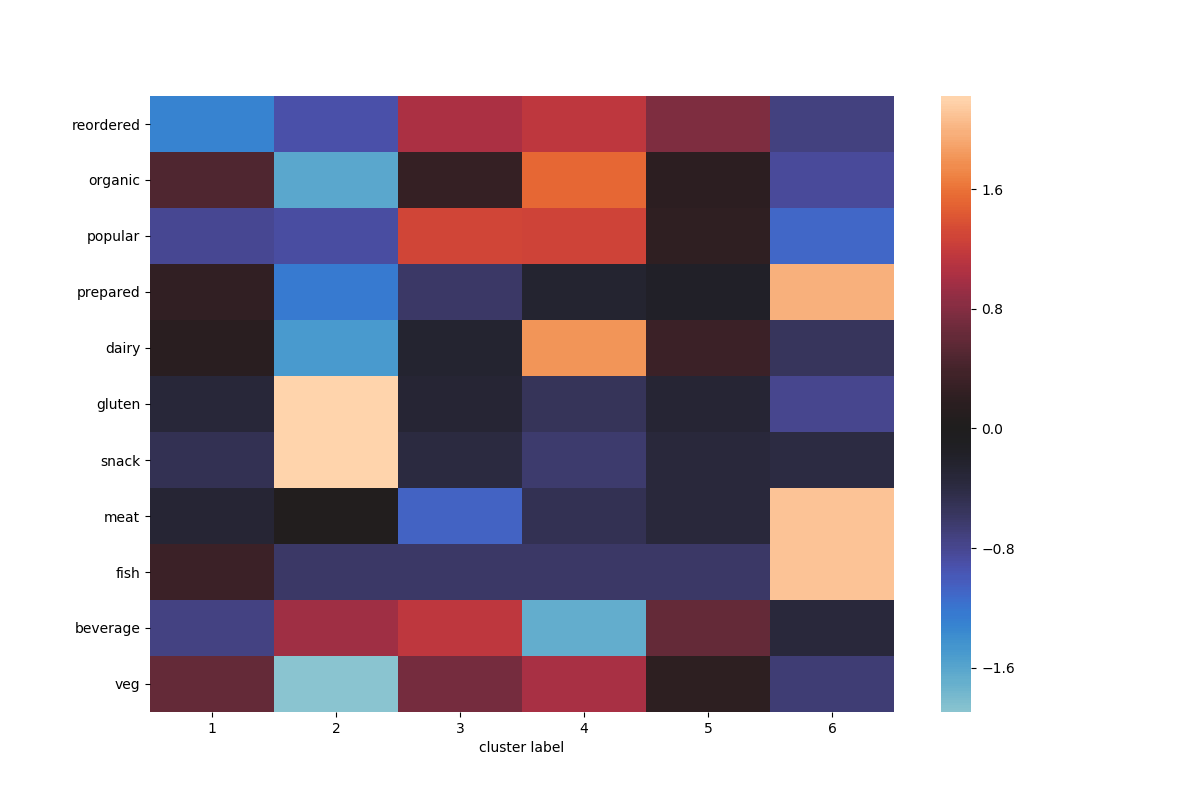 reordered
organic
popular
prepared
dairy
gluten
snack
meat
fish
beverage
veg
1 2 3 4 5 6
cluster label
1.6
0.8
0.0
−0.8
−1.6